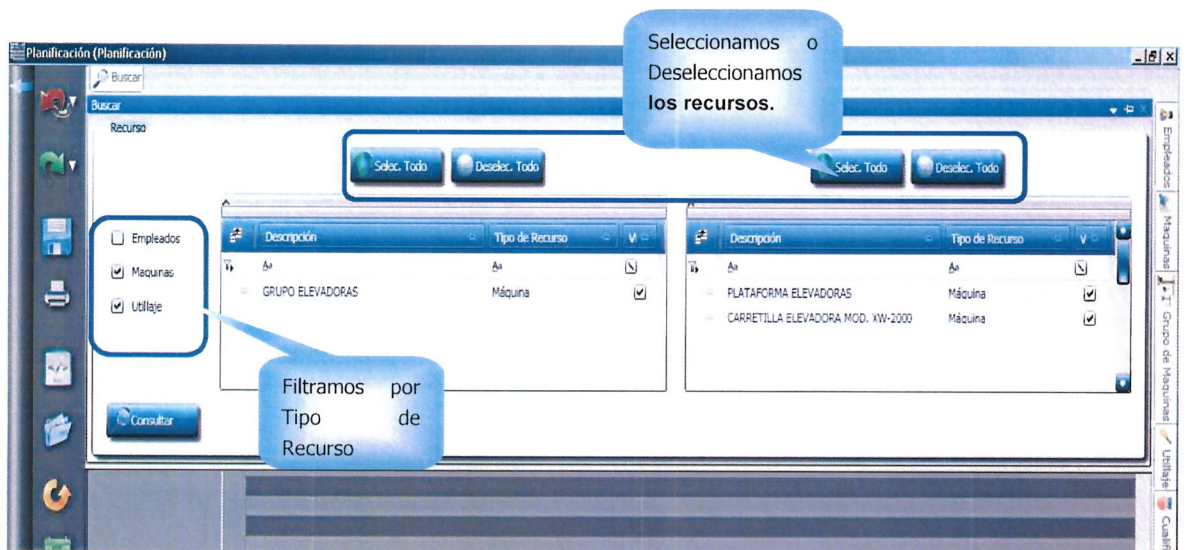 Seleccionamos o
Deseleccionamos
los recursos.
Planificación (Planificación)
Buscar
Buscar
Recurso
Selec. Todo
Deselec. Todo
Selec. Todo
Deselec. Todo
Empleados
Maquinas
Utillaje
Descripción Tipo de Recurso
Aa Aa
GRUPO ELEVADORAS Máquina
Descripción Tipo de Recurso V
Aa Aa
PLATAFORMA ELEVADORAS Máquina
CARRETILLA ELEVADORA MOD. XW-2000 Máquina
Filtramos por
Tipo de
Recurso
Consultar
Empleados
Maquinas
Grupo de Maquinas
Utillaje